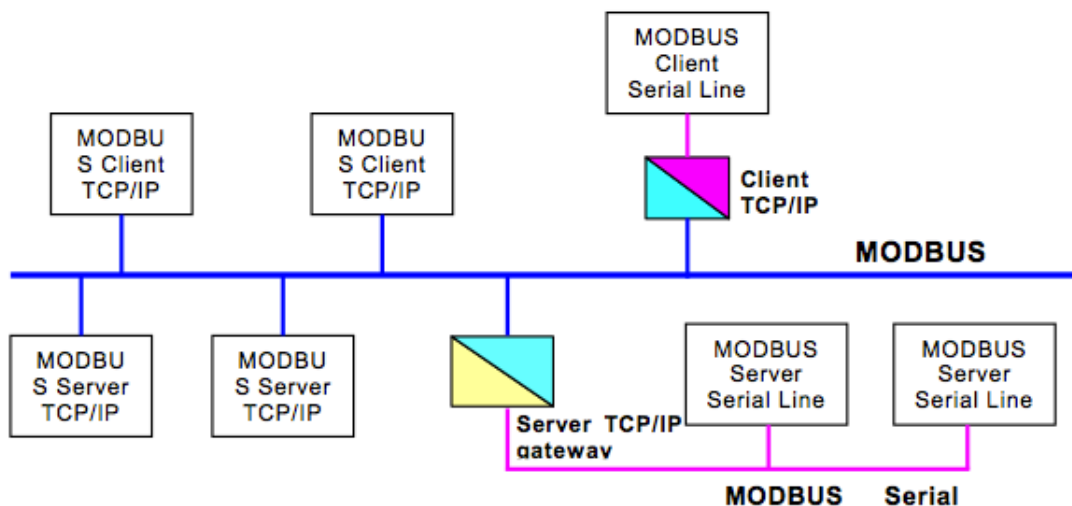 MODBUS
Client
Serial Line
MODBU
S Client
TCP/IP
MODBU
S Client
TCP/IP
Client
TCP/IP
MODBUS
MODBU
S Server
TCP/IP
MODBU
S Server
TCP/IP
Server TCP/IP
gateway
MODBUS
Server
Serial Line
MODBUS
Server
Serial Line
MODBUS Serial